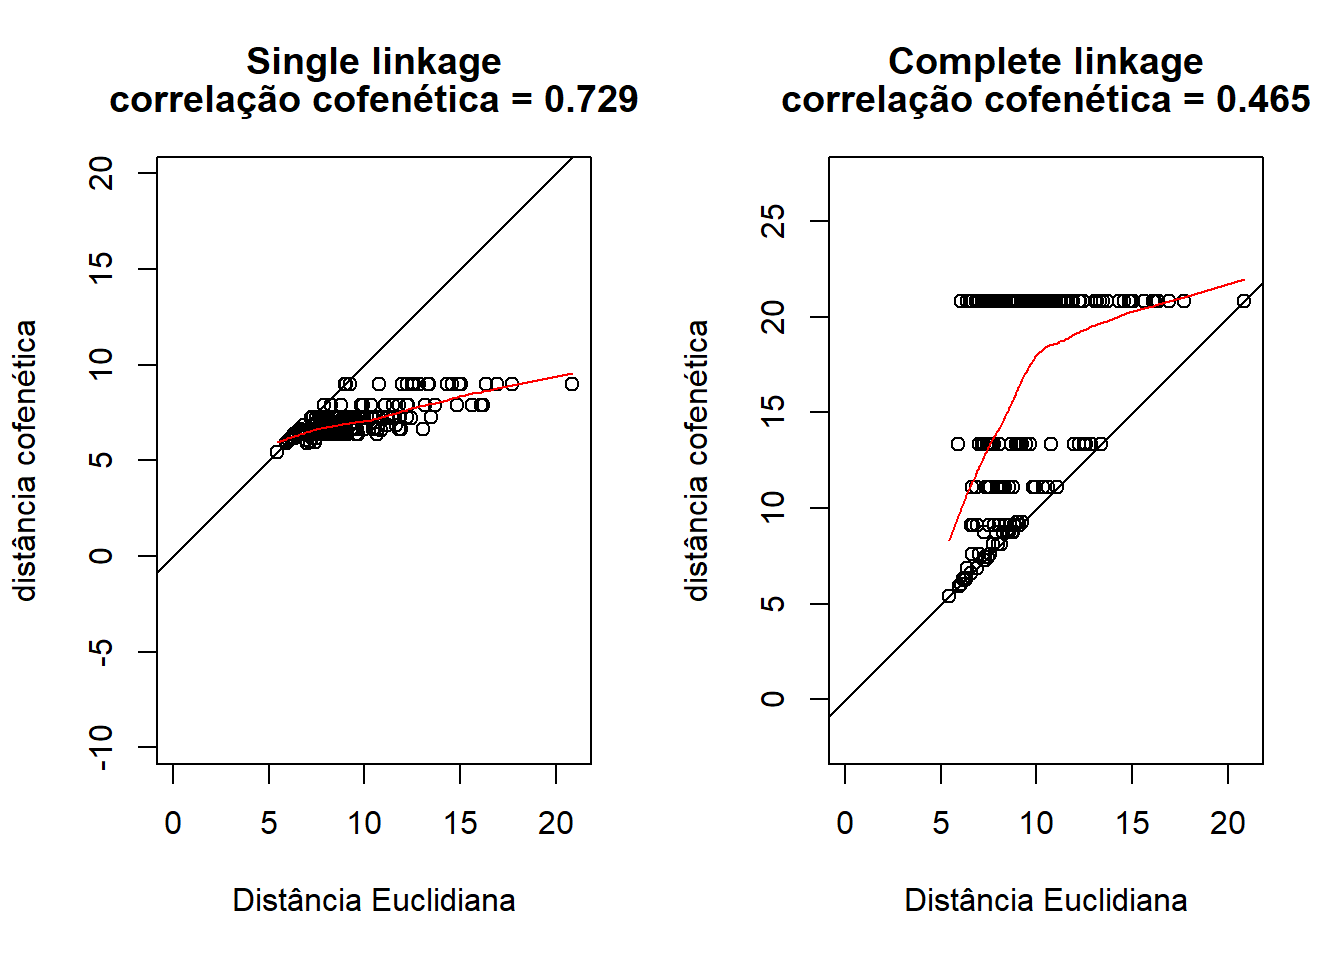 Single linkage
correlação cofenética = 0.729
distância cofenética
20
15
10
5
0
-5
-10
0 5 10 15 20
Distância Euclidiana
Complete linkage
correlação cofenética = 0.465
distância cofenética
25
20
15
10
5
0
0 5 10 15 20
Distância Euclidiana